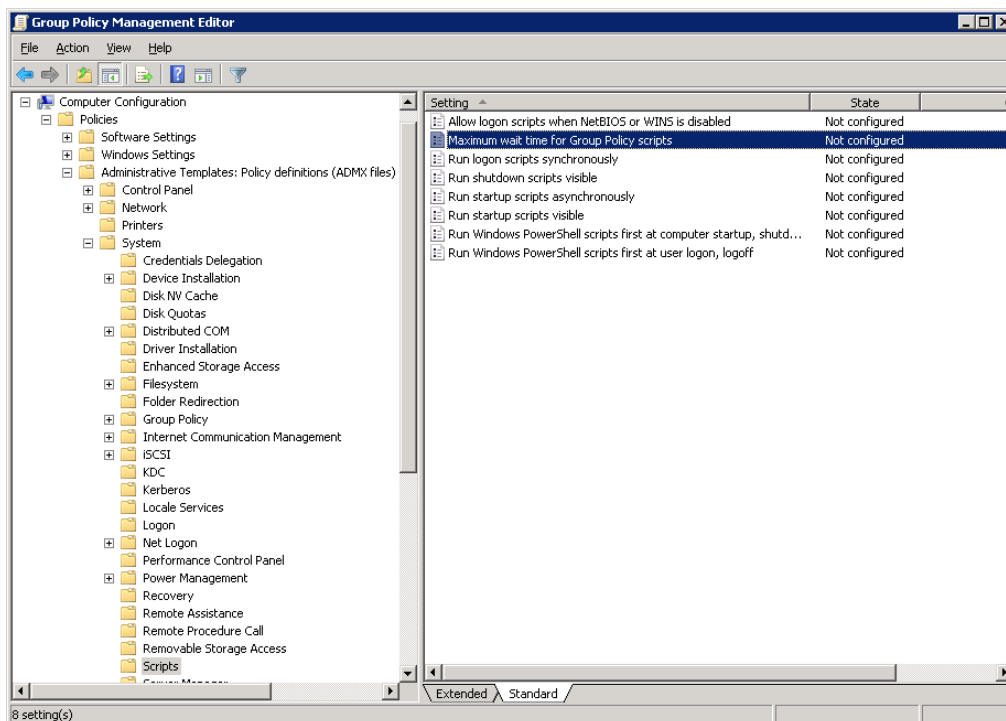 Group Policy Management Editor
File Action View Help
Computer Configuration
Policies
Software Settings
Windows Settings
Administrative Templates: Policy definitions (ADMX files)
Control Panel
Network
Printers
System
Credentials Delegation
Device Installation
Disk NV Cache
Disk Quotas
Distributed COM
Driver Installation
Enhanced Storage Access
Filesystem
Folder Redirection
Group Policy
Internet Communication Management
iSCSI
KDC
Kerberos
Locale Services
Logon
Net Logon
Performance Control Panel
Power Management
Recovery
Remote Assistance
Remote Procedure Call
Removable Storage Access
Scripts
Setting State
Allow logon scripts when NetBIOS or WINS is disabled Not configured
Maximum wait time for Group Policy scripts Not configured
Run logon scripts synchronously Not configured
Run shutdown scripts visible Not configured
Run startup scripts asynchronously Not configured
Run startup scripts visible Not configured
Run Windows PowerShell scripts first at computer startup, shutd... Not configured
Run Windows PowerShell scripts first at user logon, logoff Not configured
Extended Standard
8 setting(s)